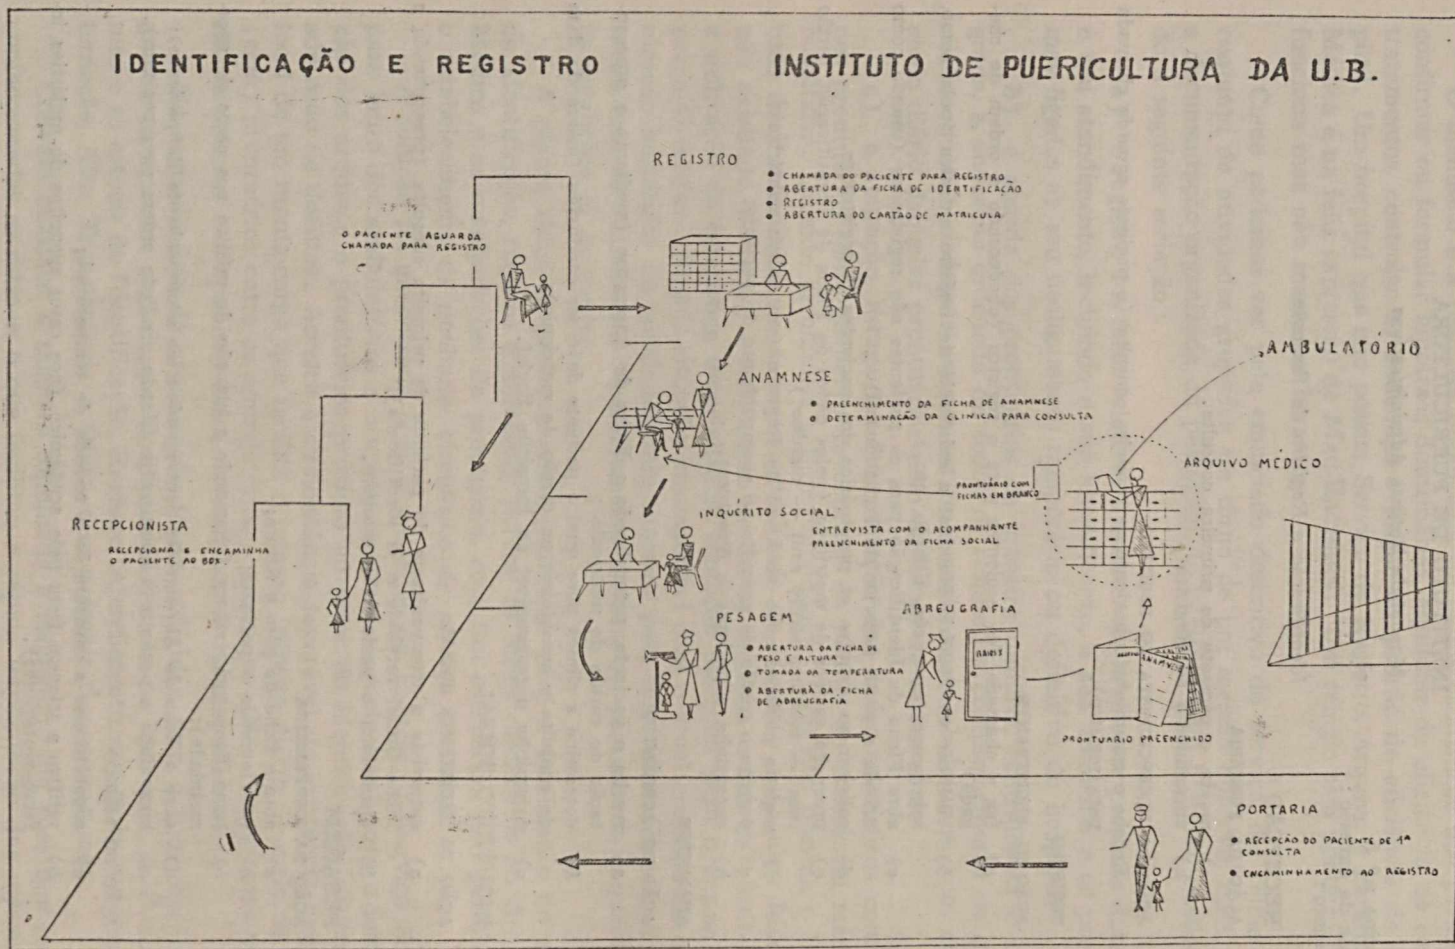 IDENTIFICAÇÃO E REGISTRO
INSTITUTO DE PUERICULTURA DA U.B.
REGISTRO
• CHAMADA DO PACIENTE PARA REGISTRO
• ABERTURA DA FICHA DE IDENTIFICAÇÃO
• REGISTRO
• ABERTURA DO CARTÃO DE MATRICULA
O PACIENTE AGUARDA
CHAMADA PARA REGISTRO
AMBULATÓRIO
ANAMNÉSE
• PREENCHIMENTO DA FICHA DE ANAMNESE
• DETERMINAÇÃO DA CLINICA PARA CONSULTA
ARQUIVO MÉDICO
PRONTUÁRIO COM
FICHAS EM BRANCO
RECEPCIONISTA
RECEPCIONA E ENCAMINHA
O PACIENTE AO BOX
INQUÉRITO SOCIAL
ENTREVISTA COM O ACOMPANHANTE
PREENCHIMENTO DA FICHA SOCIAL
PESAGEM
• ABERTURA DA FICHA DE
PESO E ALTURA
• TOMADA DA TEMPERATURA
• ABERTURA DA FICHA
DE ABREUGRAFIA
ABREUGRAFIA
RAIOS X
ANAMNESE
PRONTUARIO PREENCHIDO
PORTARIA
• RECEPÇÃO DO PACIENTE DE 1ª
CONSULTA
• ENCAMINHAMENTO AO REGISTRO